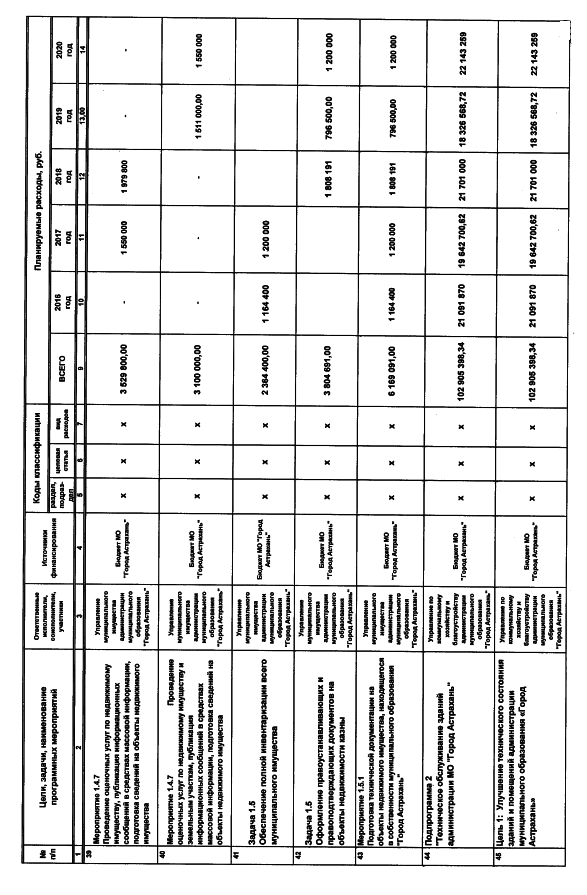 № п/п | Цели, задачи, наименование программных мероприятий | Ответственные исполнители, соисполнители, участники | Источники финансирования | Коды классификации | Планируемые расходы, руб.
раздел, подраздел | целевая статья | вид расходов | ВСЕГО | 2016 год | 2017 год | 2018 год | 2019 год | 2020 год
1 | 2 | 3 | 4 | 5 | 6 | 7 | 9 | 10 | 11 | 12 | 13,00 | 14
39 | Мероприятие 1.4.7
Проведение оценочных услуг по недвижимому
имуществу, публикация информационных
сообщений в средствах массовой информации,
подготовка сведений на объекты недвижимого
имущества | Управление муниципального имущества администрации муниципального образования "Город Астрахань" | Бюджет МО "Город Астрахань" | х | х | х | 3 529 800,00 | - | 1 550 000 | 1 979 800 | - | -
40 | Мероприятие 1.4.7 Проведение
оценочных услуг по недвижимому имуществу и
земельным участкам, публикация
информационных сообщений в средствах
массовой информации, подготовка сведений на
объекты недвижимого имущества | Управление муниципального имущества администрации муниципального образования "Город Астрахань" | Бюджет МО "Город Астрахань" | х | х | х | 3 100 000,00 | - | - | - | 1 511 000,00 | 1 550 000
41 | Задача 1.5
Обеспечение полной инвентаризации всего
муниципального имущества | Управление муниципального имущества администрации муниципального образования "Город Астрахань" | Бюджет МО "Город Астрахань" | х | х | х | 2 364 400,00 | 1 164 400 | 1 200 000
42 | Задача 1.5
Оформление правоустанавливающих и
правоподтверждающих документов на
объекты недвижимости казны | Управление муниципального имущества администрации муниципального образования "Город Астрахань" | Бюджет МО "Город Астрахань" | х | х | х | 3 804 691,00 | 1 808 191 | 796 500,00 | 1 200 000
43 | Мероприятие 1.5.1
Подготовка технической документации на
объекты недвижимого имущества, находящегося
в собственности муниципального образования
"Город Астрахань" | Управление муниципального имущества администрации муниципального образования "Город Астрахань" | Бюджет МО "Город Астрахань" | х | х | х | 6 169 091,00 | 1 164 400 | 1 200 000 | 1 808 191 | 796 500,00 | 1 200 000
44 | Подпрограмма 2
"Техническое обслуживание зданий
администрации МО "Город Астрахань" | Управление по коммунальному хозяйству и благоустройству администрации муниципального образования "Город Астрахань" | Бюджет МО "Город Астрахань" | х | х | х | 102 905 398,34 | 21 091 870 | 19 642 700,62 | 21 701 000 | 18 326 568,72 | 22 143 259
45 | Цель 1: Улучшение технического состояния
зданий и помещений администрации
муниципального образования «Город
Астрахань» | Управление по коммунальному хозяйству и благоустройству администрации муниципального образования "Город Астрахань" | Бюджет МО "Город Астрахань" | х | х | х | 102 905 398,34 | 21 091 870 | 19 642 700,62 | 21 701 000 | 18 326 568,72 | 22 143 259